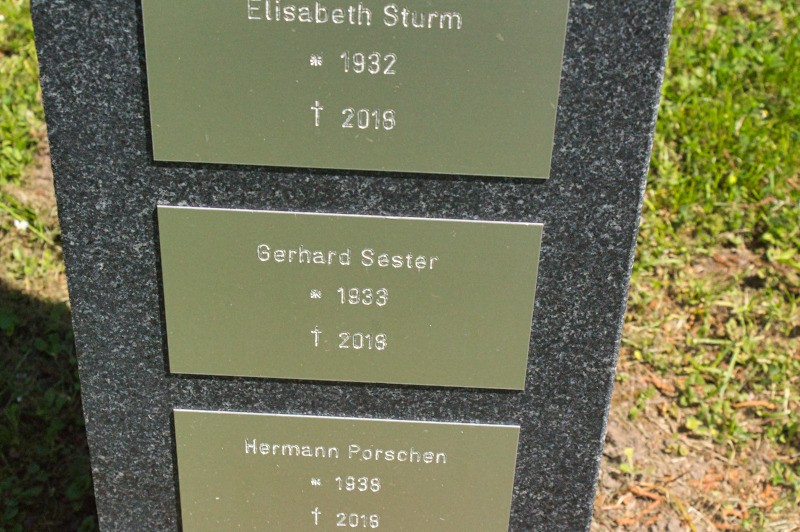 Elisabeth Sturm
* 1932
† 2018
Gerhard Sester
* 1933
† 2018
Hermann Porschen
* 1938
† 2018